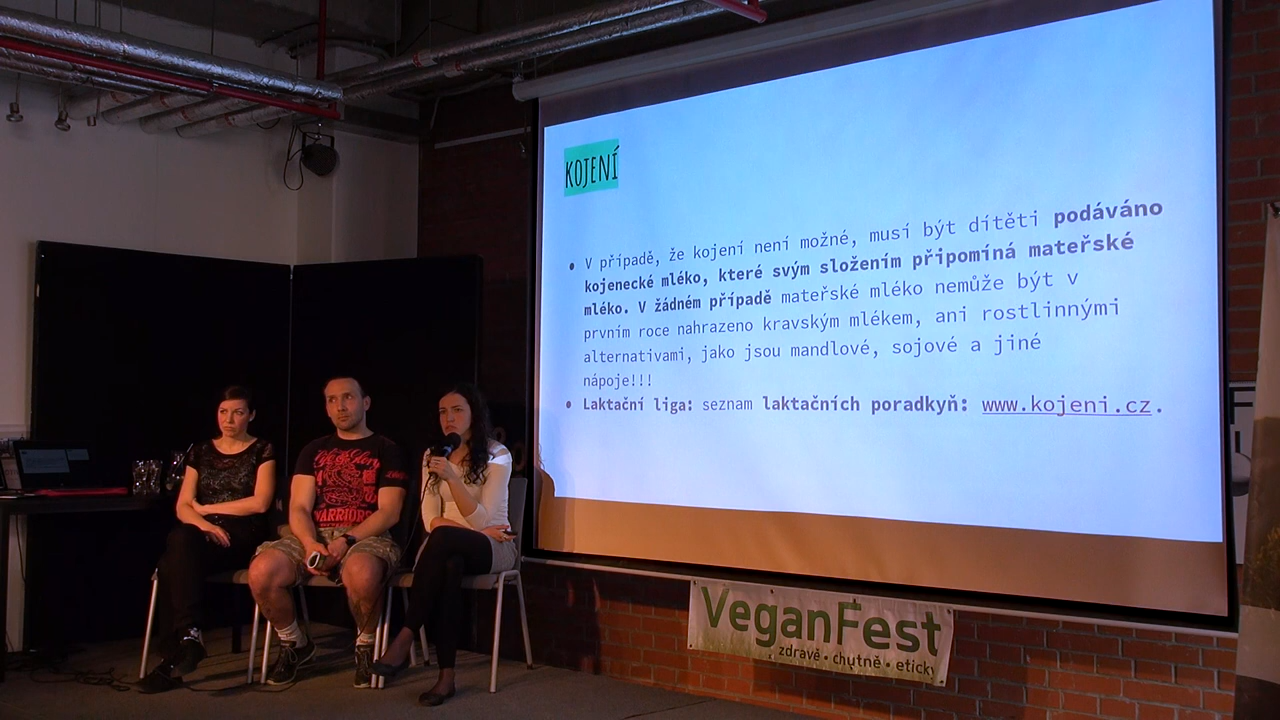 KOJENÍ
• V případě, že kojení není možné, musí být dítěti podáváno
kojenecké mléko, které svým složením připomíná mateřské
mléko. V žádném případě mateřské mléko nemůže být v
prvním roce nahrazeno kravským mlékem, ani rostlinnými
alternativami, jako jsou mandlové, sojové a jiné
nápoje!!!
• Laktační liga: seznam laktačních poradkyň: www.kojeni.cz.
WARRIORS
VeganFest
zdravě • chutně • eticky